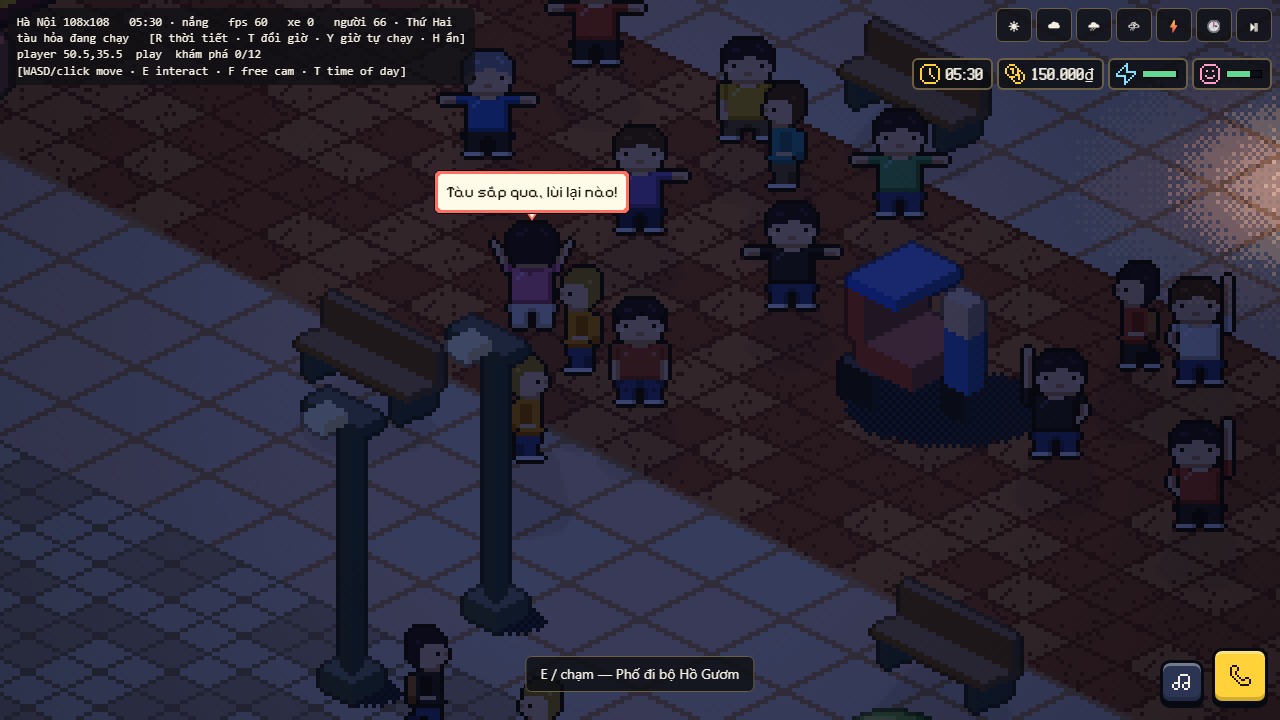 Hà Nội 108x108 05:30 · nắng fps 60 xe 0 người 66 · Thứ Hai
tàu hỏa đang chạy [R thời tiết · T đổi giờ · Y giờ tự chạy · H ẩn]
player 50.5,35.5 play khám phá 0/12
[WASD/click move · E interact · F free cam · T time of day]
05:30
150.000₫
Tàu sắp qua, lùi lại nào!
E / chạm — Phố đi bộ Hồ Gươm